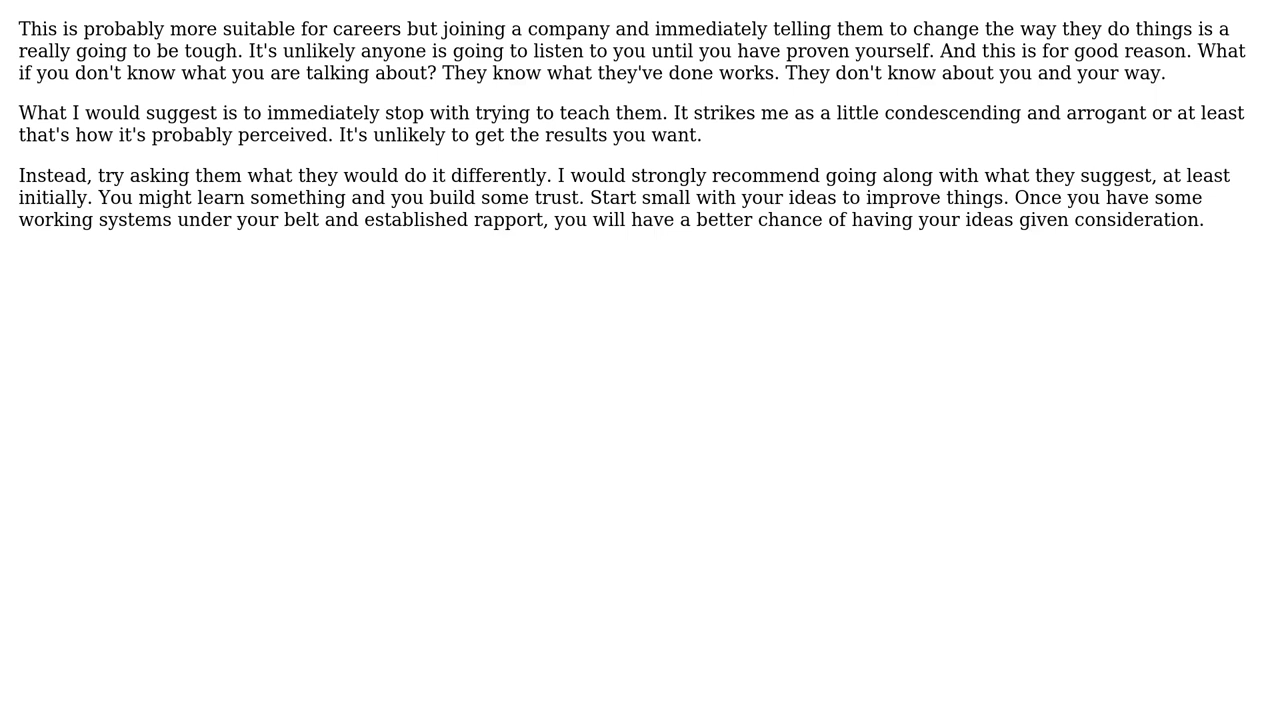 This is probably more suitable for careers but joining a company and immediately telling them to change the way they do things is a
really going to be tough. It's unlikely anyone is going to listen to you until you have proven yourself. And this is for good reason. What
if you don't know what you are talking about? They know what they've done works. They don't know about you and your way.
What I would suggest is to immediately stop with trying to teach them. It strikes me as a little condescending and arrogant or at least
that's how it's probably perceived. It's unlikely to get the results you want.
Instead, try asking them what they would do it differently. I would strongly recommend going along with what they suggest, at least
initially. You might learn something and you build some trust. Start small with your ideas to improve things. Once you have some
working systems under your belt and established rapport, you will have a better chance of having your ideas given consideration.